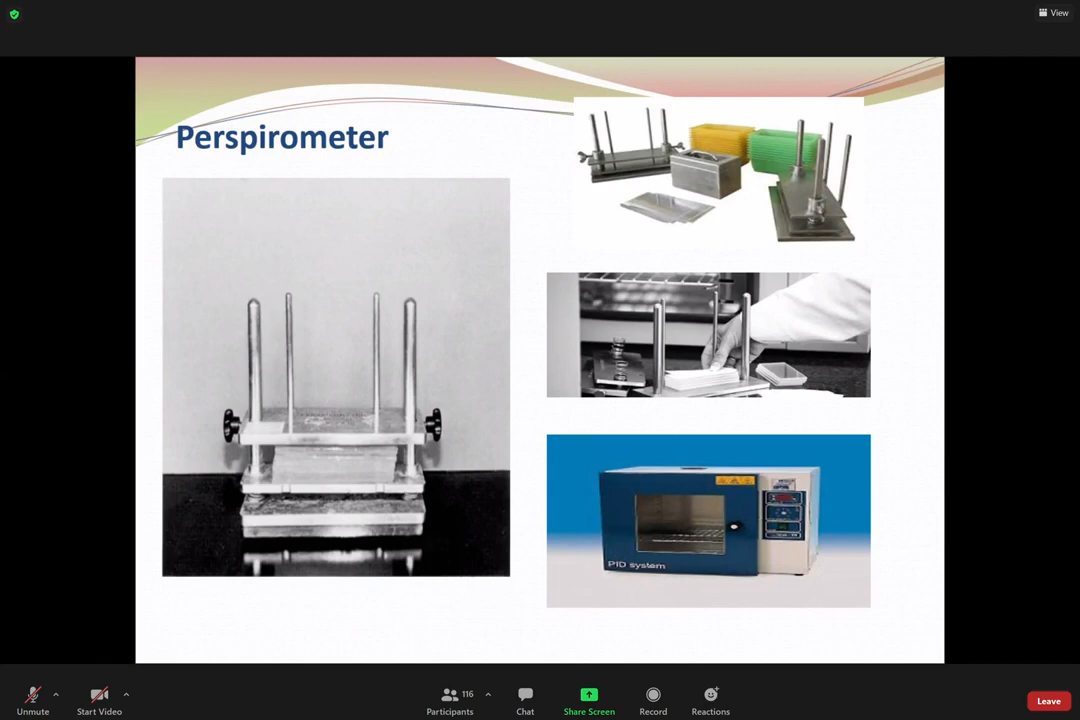 View
Perspirometer
PID system
Unmute
Start Video
116
Participants
Chat
Share Screen
Record
Reactions
Leave